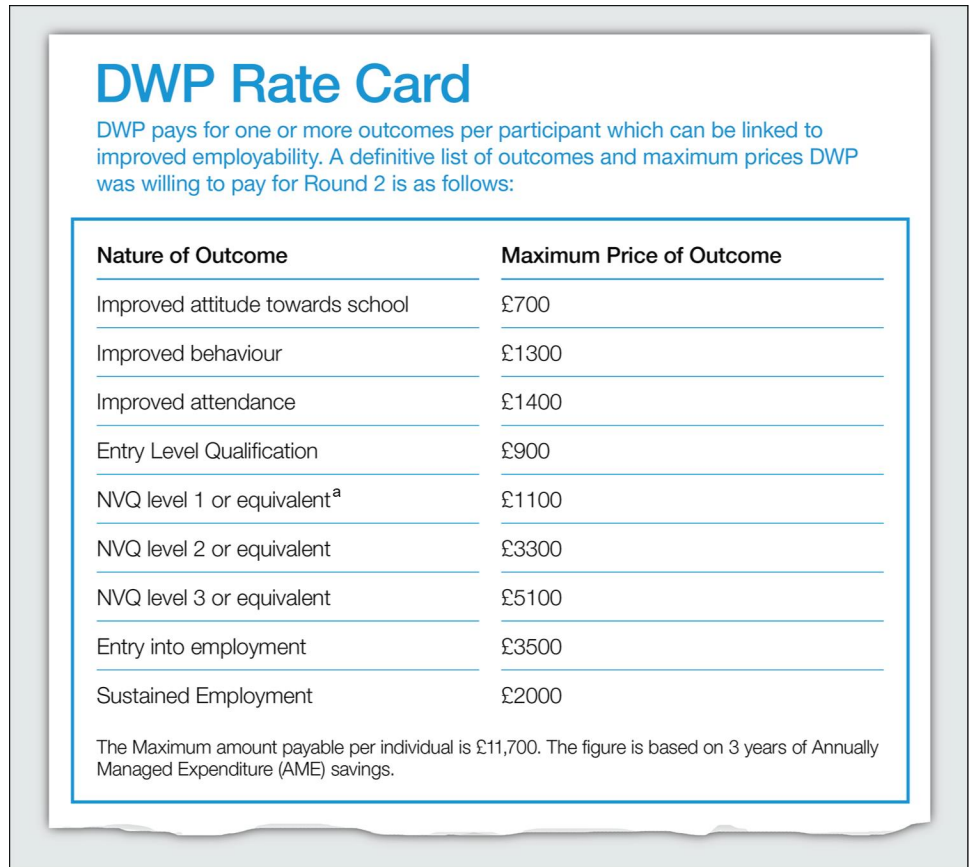 DWP Rate Card
DWP pays for one or more outcomes per participant which can be linked to
improved employability. A definitive list of outcomes and maximum prices DWP
was willing to pay for Round 2 is as follows:
Nature of Outcome Maximum Price of Outcome
Improved attitude towards school £700
Improved behaviour £1300
Improved attendance £1400
Entry Level Qualification £900
NVQ level 1 or equivalent a £1100
NVQ level 2 or equivalent £3300
NVQ level 3 or equivalent £5100
Entry into employment £3500
Sustained Employment £2000
The Maximum amount payable per individual is £11,700. The figure is based on 3 years of Annually
Managed Expenditure (AME) savings.